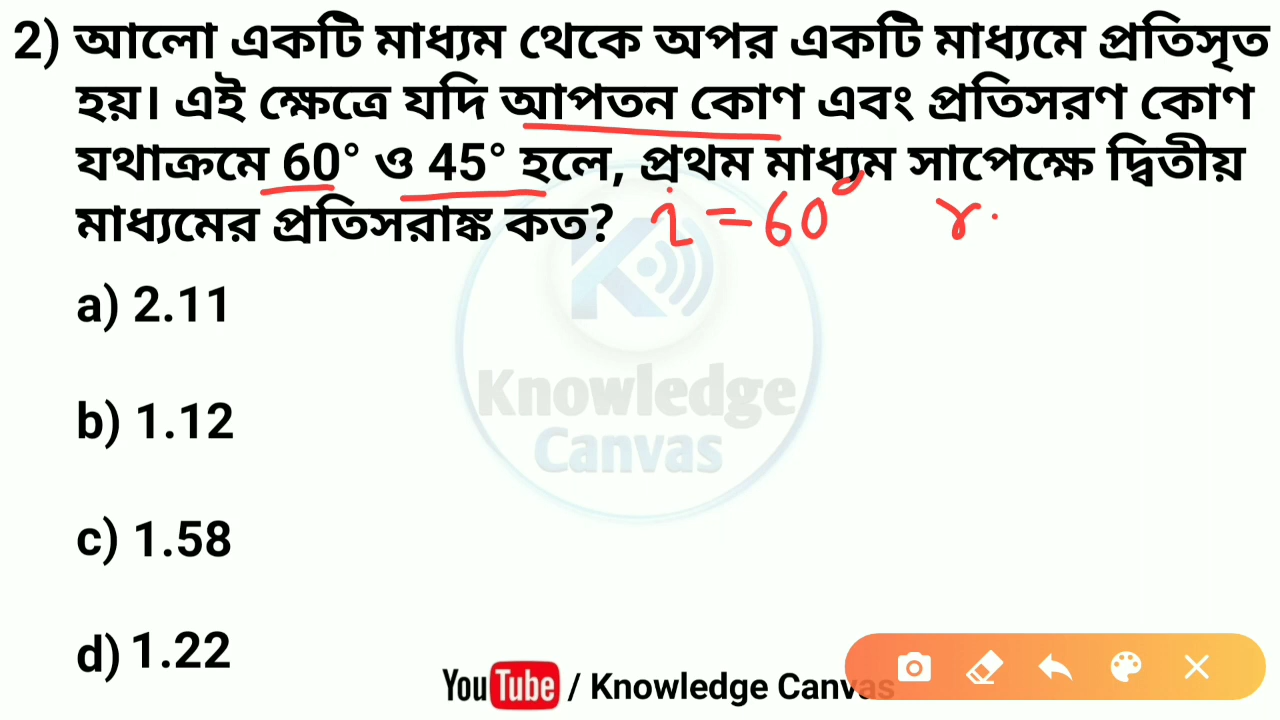 2) আলো একটি মাধ্যম থেকে অপর একটি মাধ্যমে প্রতিসৃত
হয়। এই ক্ষেত্রে যদি আপতন কোণ এবং প্রতিসরণ কোণ
যথাক্রমে 60° ও 45° হলে, প্রথম মাধ্যম সাপেক্ষে দ্বিতীয়
মাধ্যমের প্রতিসরাঙ্ক কত? i = 60° r
a) 2.11
Knowledge
b) 1.12
Canvas
c) 1.58
d) 1.22
YouTube / Knowledge Canvas